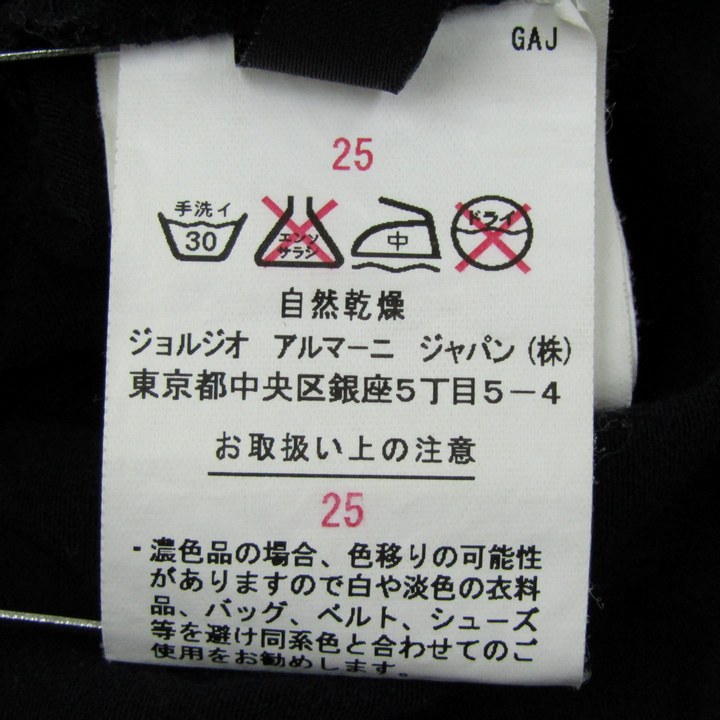 GAJ
25
手洗イ
30
エンソ
サラシ
中
ドライ
自然乾燥
ジョルジオ アルマーニ ジャパン(株)
東京都中央区銀座5丁目5-4
お取扱い上の注意
25
・濃色品の場合、色移りの可能性
がありますので白や淡色の衣料
品、バッグ、ベルト、シューズ
等を避け同系色と合わせてのご
使用をお勧めします。